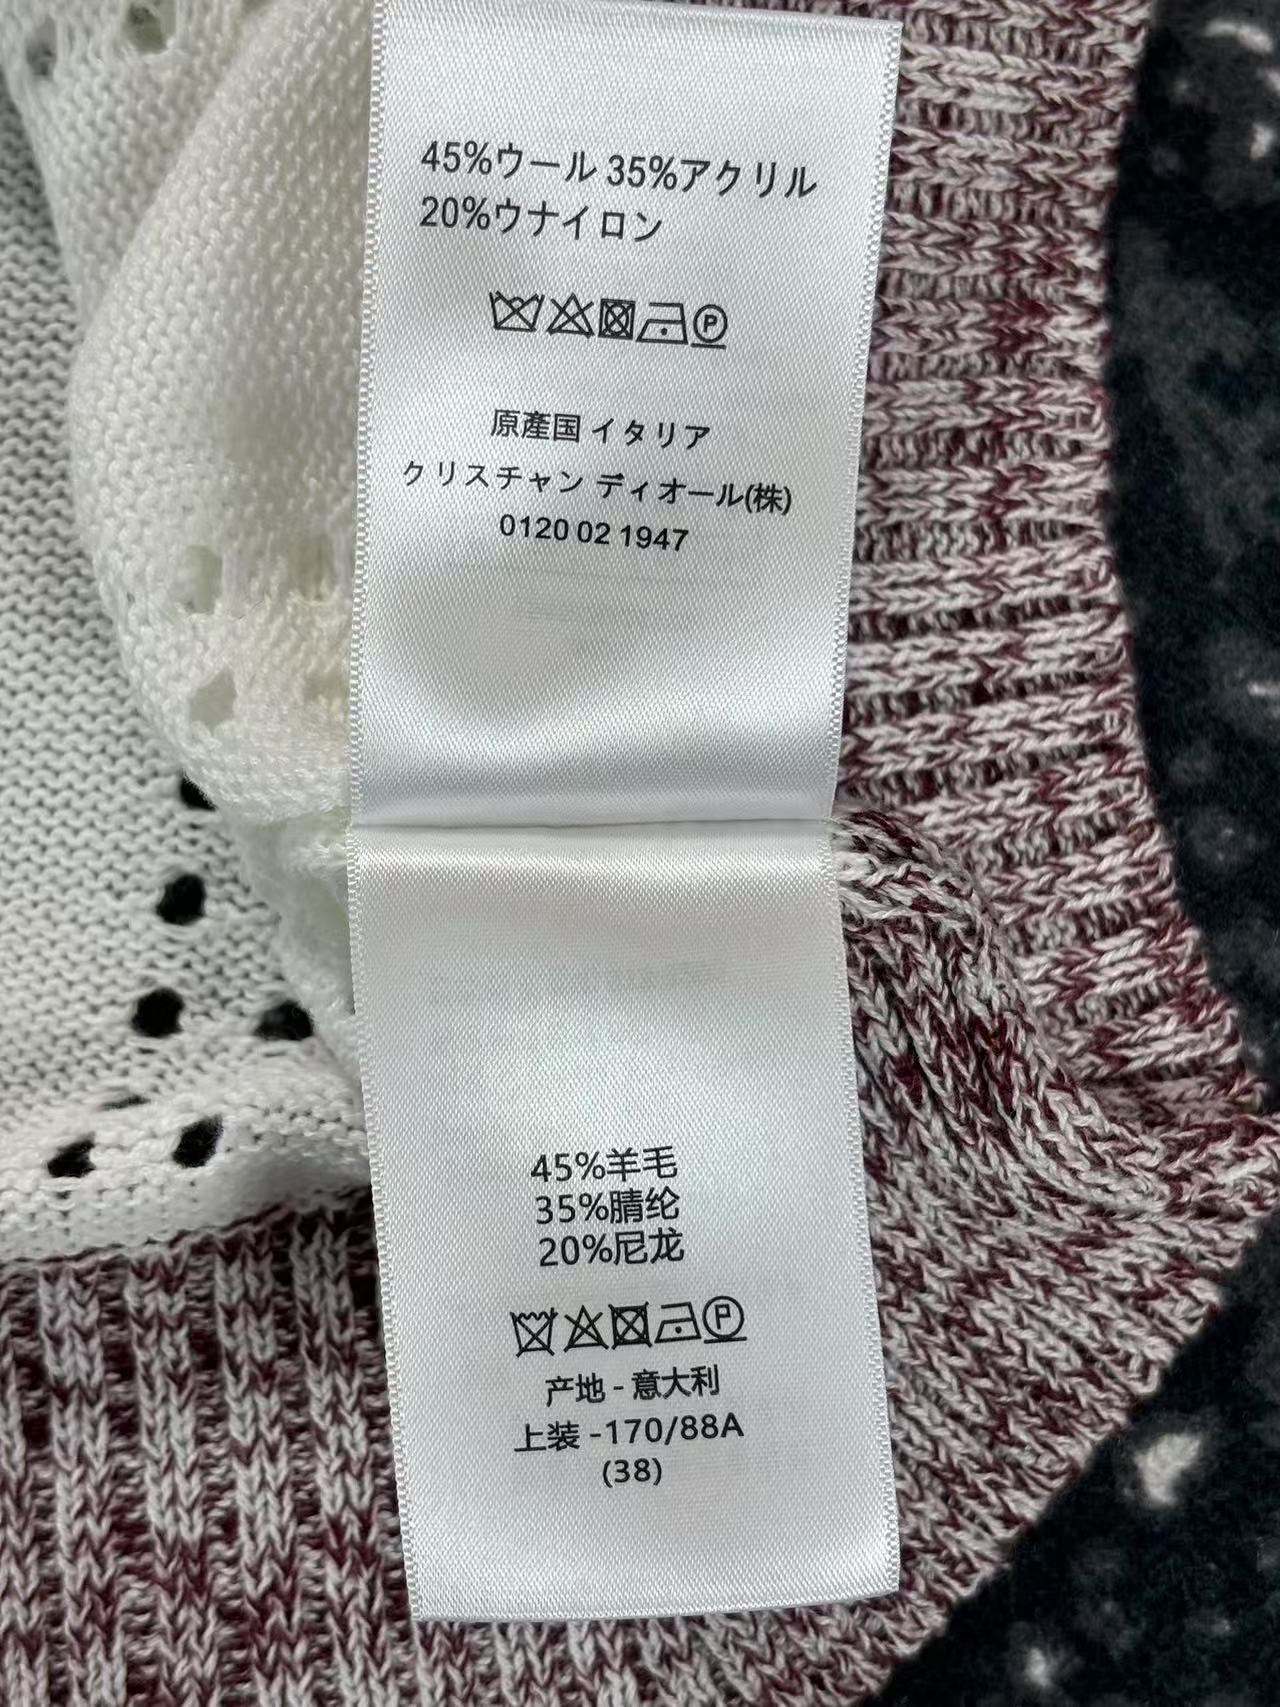 45%ウール 35%アクリル
20%ウナイロン
P
原產国 イタリア
クリスチャン ディオール(株)
0120 02 1947
45%羊毛
35%腈纶
20%尼龙
P
产地 - 意大利
上装 -170/88A
(38)